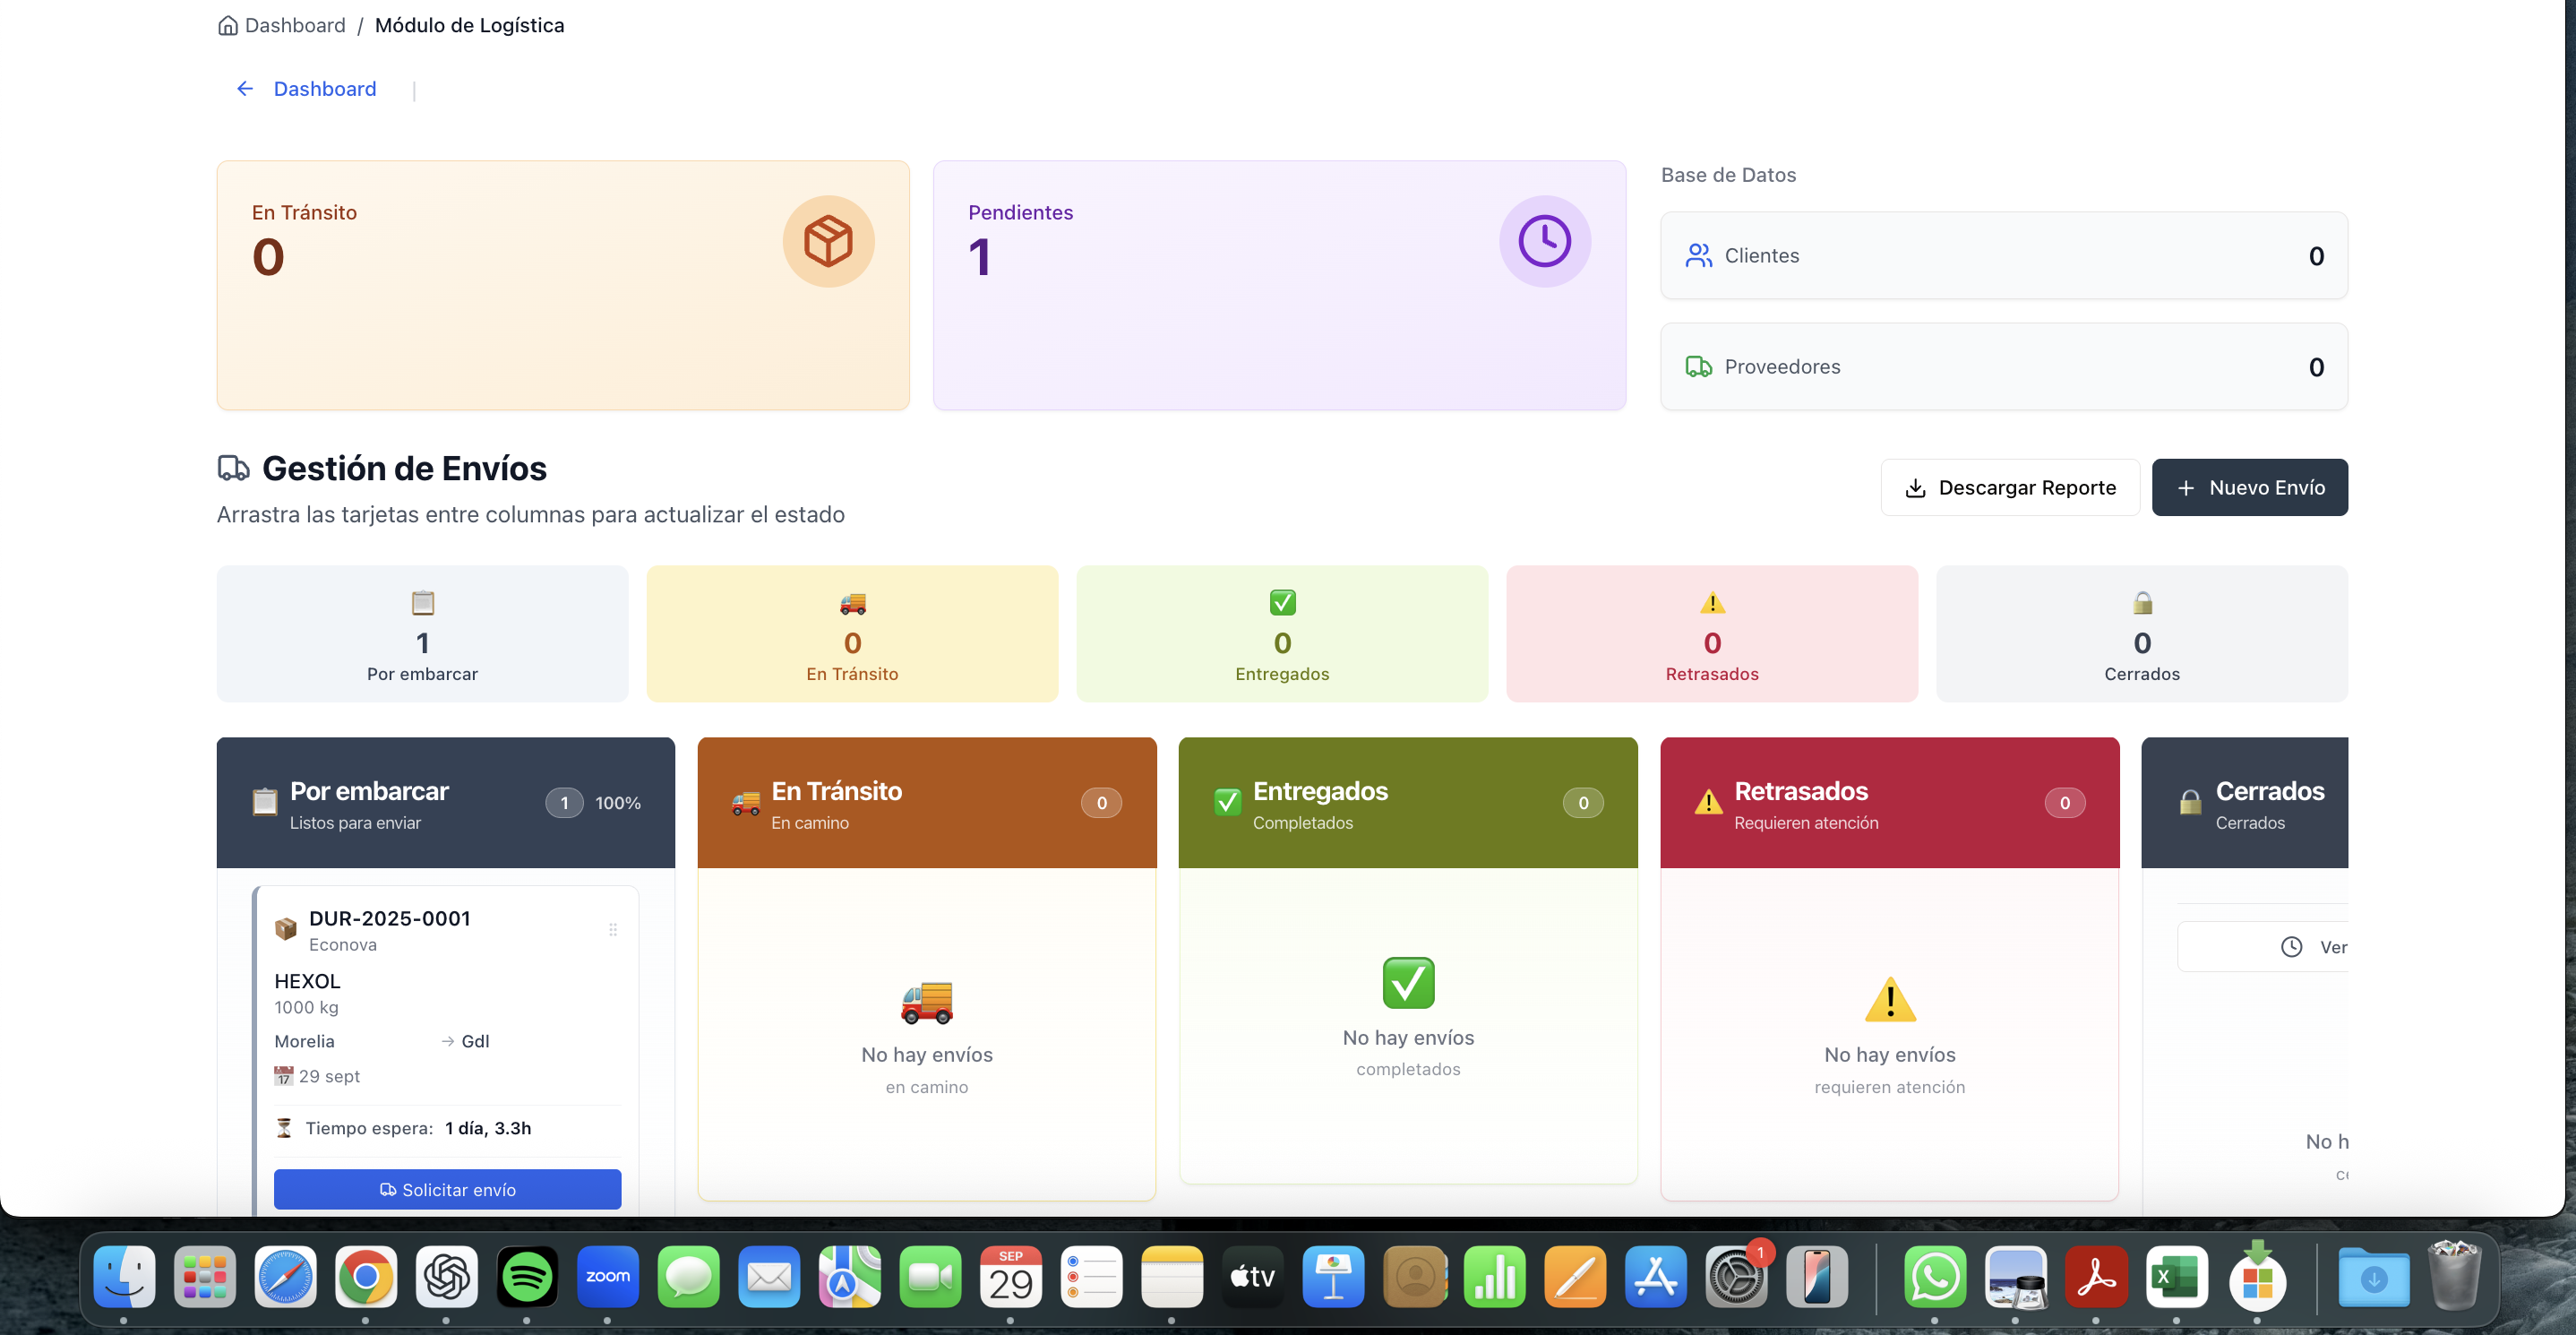 Dashboard / Módulo de Logística
Dashboard |
En Tránsito
0
Pendientes
1
Base de Datos
Clientes 0
Proveedores 0
Gestión de Envíos
Arrastra las tarjetas entre columnas para actualizar el estado
Descargar Reporte
+ Nuevo Envío
1
Por embarcar
0
En Tránsito
0
Entregados
0
Retrasados
0
Cerrados
Por embarcar
Listos para enviar
1 100%
En Tránsito
En camino
0
Entregados
Completados
0
Retrasados
Requieren atención
0
Cerrados
Cerrados
DUR-2025-0001
Econova
HEXOL
1000 kg
Morelia → Gdl
17 29 sept
Tiempo espera: 1 día, 3.3h
Solicitar envío
No hay envíos
en camino
No hay envíos
completados
No hay envíos
requieren atención
Ver
No h
zoom
SEP
29
tv
1
X